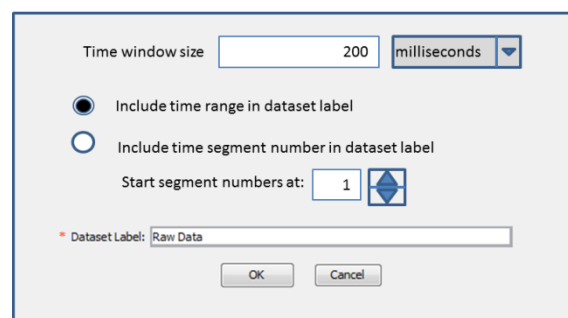 Time window size 200 milliseconds
Include time range in dataset label
Include time segment number in dataset label
Start segment numbers at: 1
* Dataset Label: Raw Data
OK Cancel